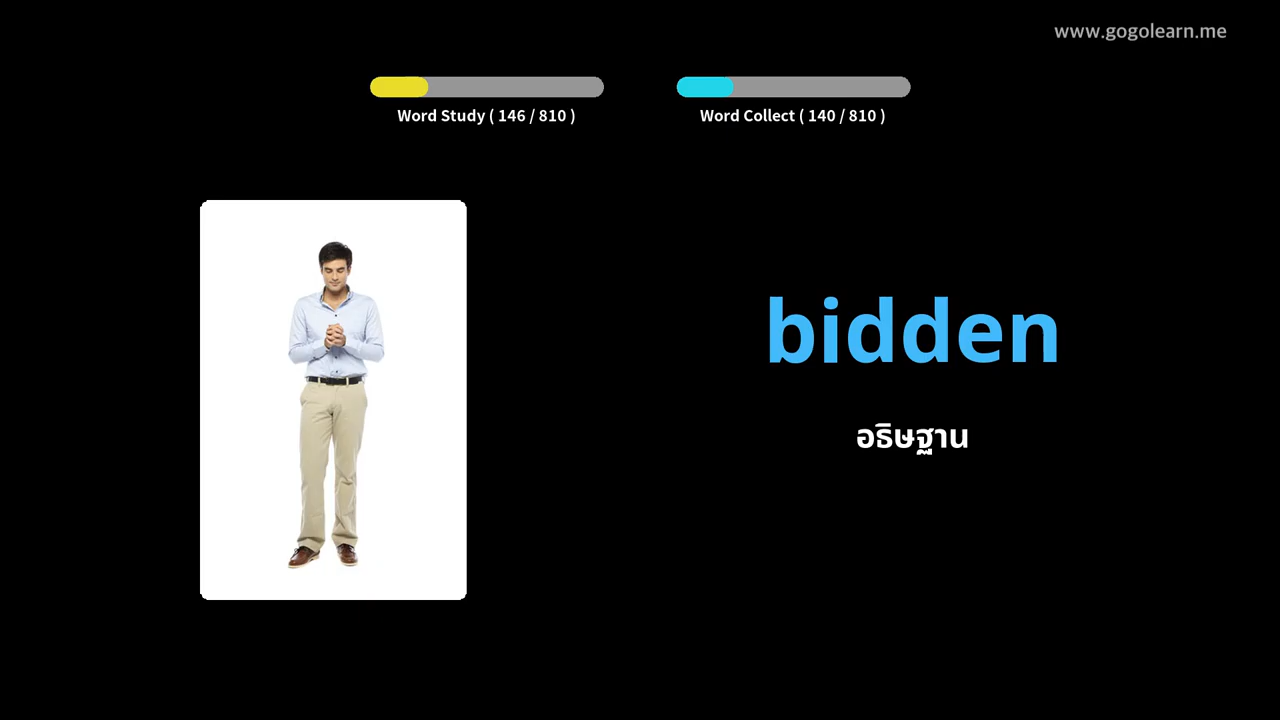 www.gogolearn.me
Word Study ( 146 / 810 )
Word Collect ( 140 / 810 )
bidden
อธิษฐาน